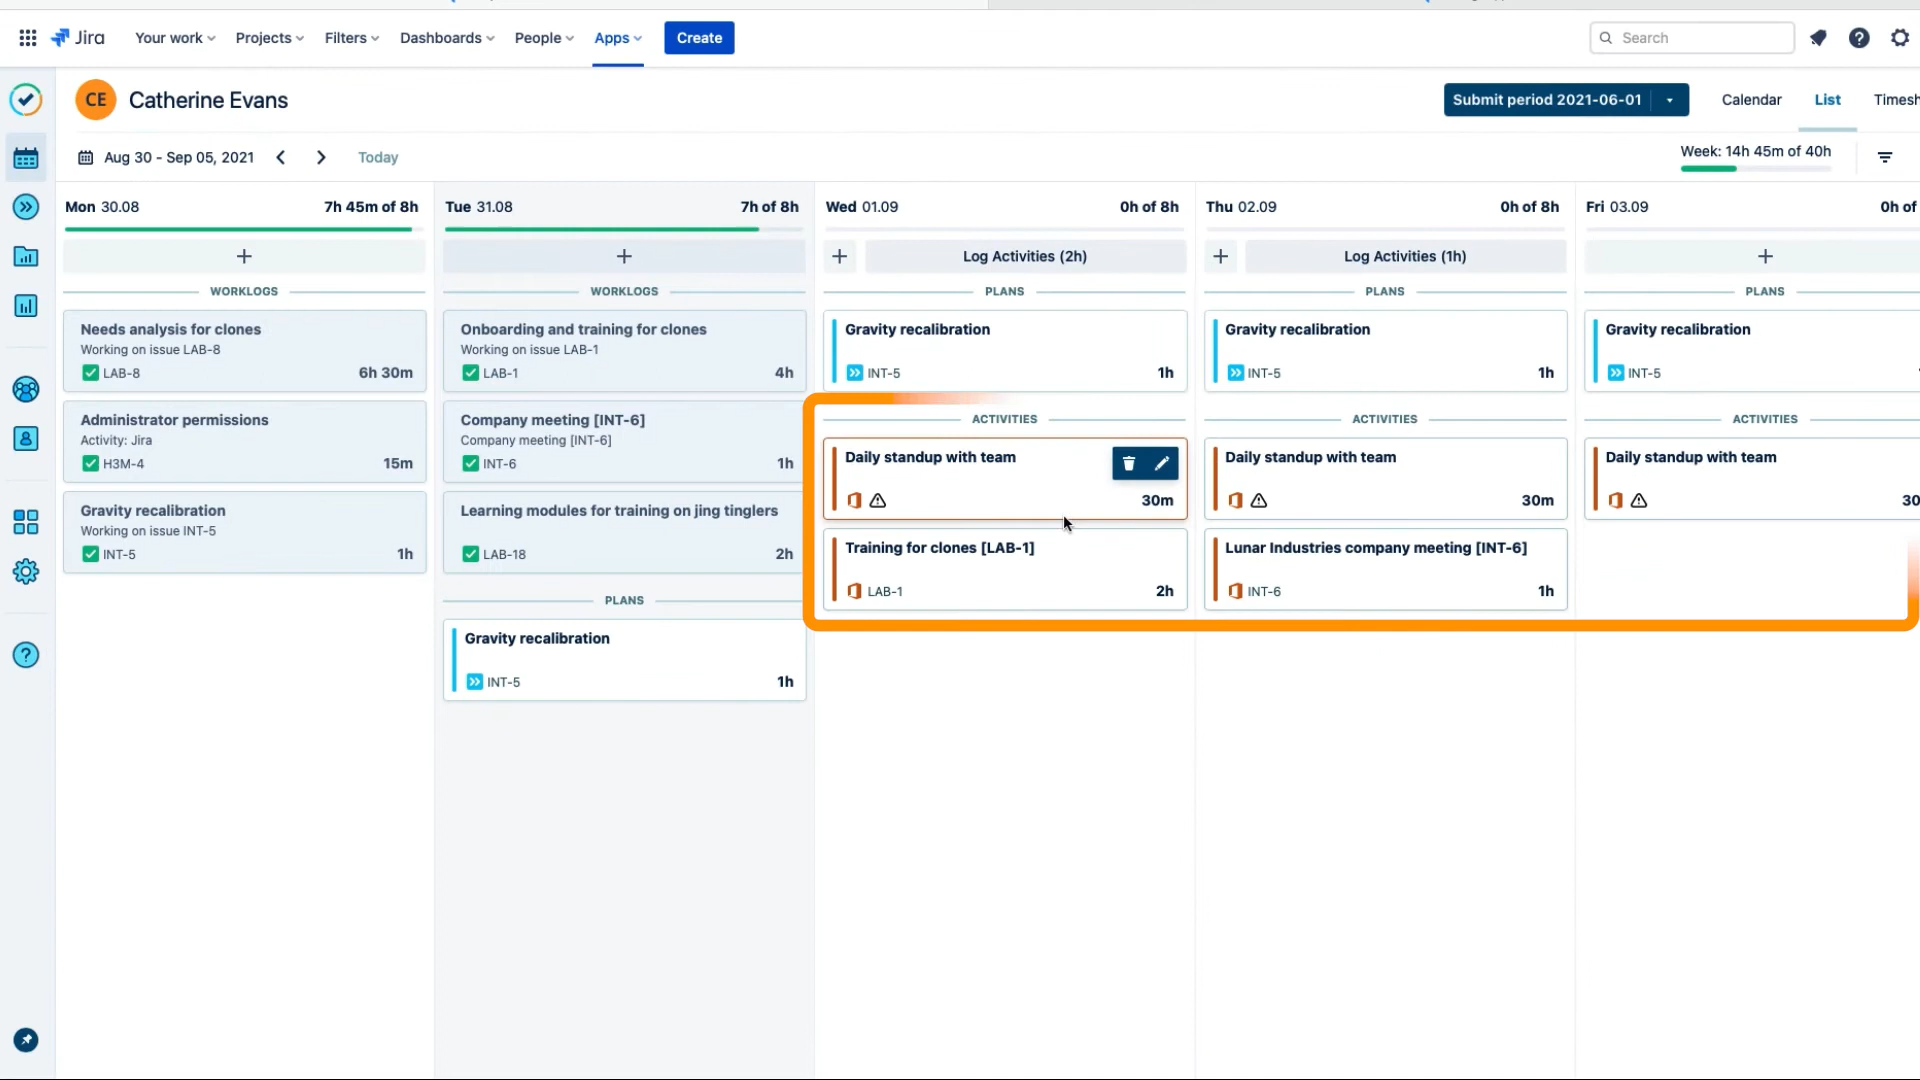 Jira
Your work
Projects
Filters
Dashboards
People
Apps
Create
Search
CE
Catherine Evans
Submit period 2021-06-01
Calendar
List
Timesh
Aug 30 - Sep 05, 2021
Today
Week: 14h 45m of 40h
Mon 30.08
7h 45m of 8h
WORKLOGS
Needs analysis for clones
Working on issue LAB-8
LAB-8
6h 30m
Administrator permissions
Activity: Jira
H3M-4
15m
Gravity recalibration
Working on issue INT-5
INT-5
1h
Tue 31.08
7h of 8h
WORKLOGS
Onboarding and training for clones
Working on issue LAB-1
LAB-1
4h
Company meeting [INT-6]
Company meeting [INT-6]
INT-6
1h
Learning modules for training on jing tinglers
LAB-18
2h
PLANS
Gravity recalibration
INT-5
1h
Wed 01.09
0h of 8h
Log Activities (2h)
PLANS
Gravity recalibration
INT-5
1h
ACTIVITIES
Daily standup with team
30m
Training for clones [LAB-1]
LAB-1
2h
Thu 02.09
0h of 8h
Log Activities (1h)
PLANS
Gravity recalibration
INT-5
1h
ACTIVITIES
Daily standup with team
30m
Lunar Industries company meeting [INT-6]
INT-6
1h
Fri 03.09
0h of
PLANS
Gravity recalibration
INT-5
ACTIVITIES
Daily standup with team
30